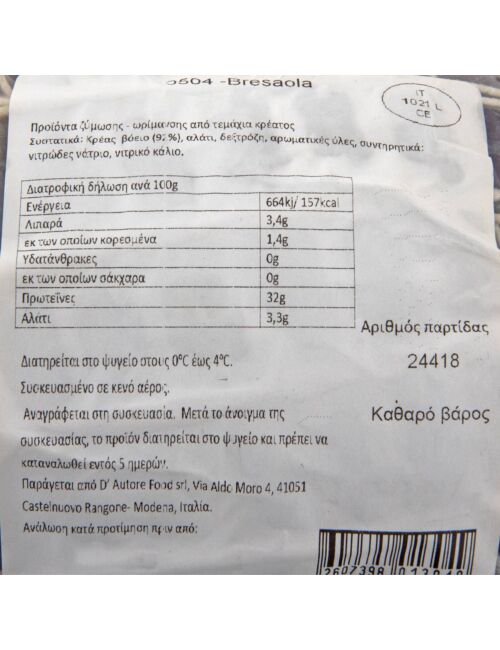 -Bresaola
IT
1021 L
CE
Προϊόντα ζύμωσης - ωρίμανσης από τεμάχια κρέατος
Συστατικά: Κρέας βόειο (92%), αλάτι, δεξτρόζη, αρωματικές ύλες, συντηρητικά:
νιτρώδες νάτριο, νιτρικό κάλιο.
Διατροφική δήλωση ανά 100g
Ενέργεια 664kj/ 157kcal
Λιπαρά 3,4g
εκ των οποίων κορεσμένα 1,4g
Υδατάνθρακες 0g
εκ των οποίων σάκχαρα 0g
Πρωτεΐνες 32g
Αλάτι 3,3g
Αριθμός παρτίδας
24418
Διατηρείται στο ψυγείο στους 0°C έως 4°C.
Συσκευασμένο σε κενό αέρος.
Αναγράφεται στη συσκευασία. Μετά το άνοιγμα της
Καθαρό βάρος
συσκευασίας, το προϊόν διατηρείται στο ψυγείο και πρέπει να
καταναλωθεί εντός 5 ημερών.
Παράγεται από D' Autore Food srl, Via Aldo Moro 4, 41051
Castelnuovo Rangone- Modena, Ιταλία.
Ανάλωση κατά προτίμηση πριν από: